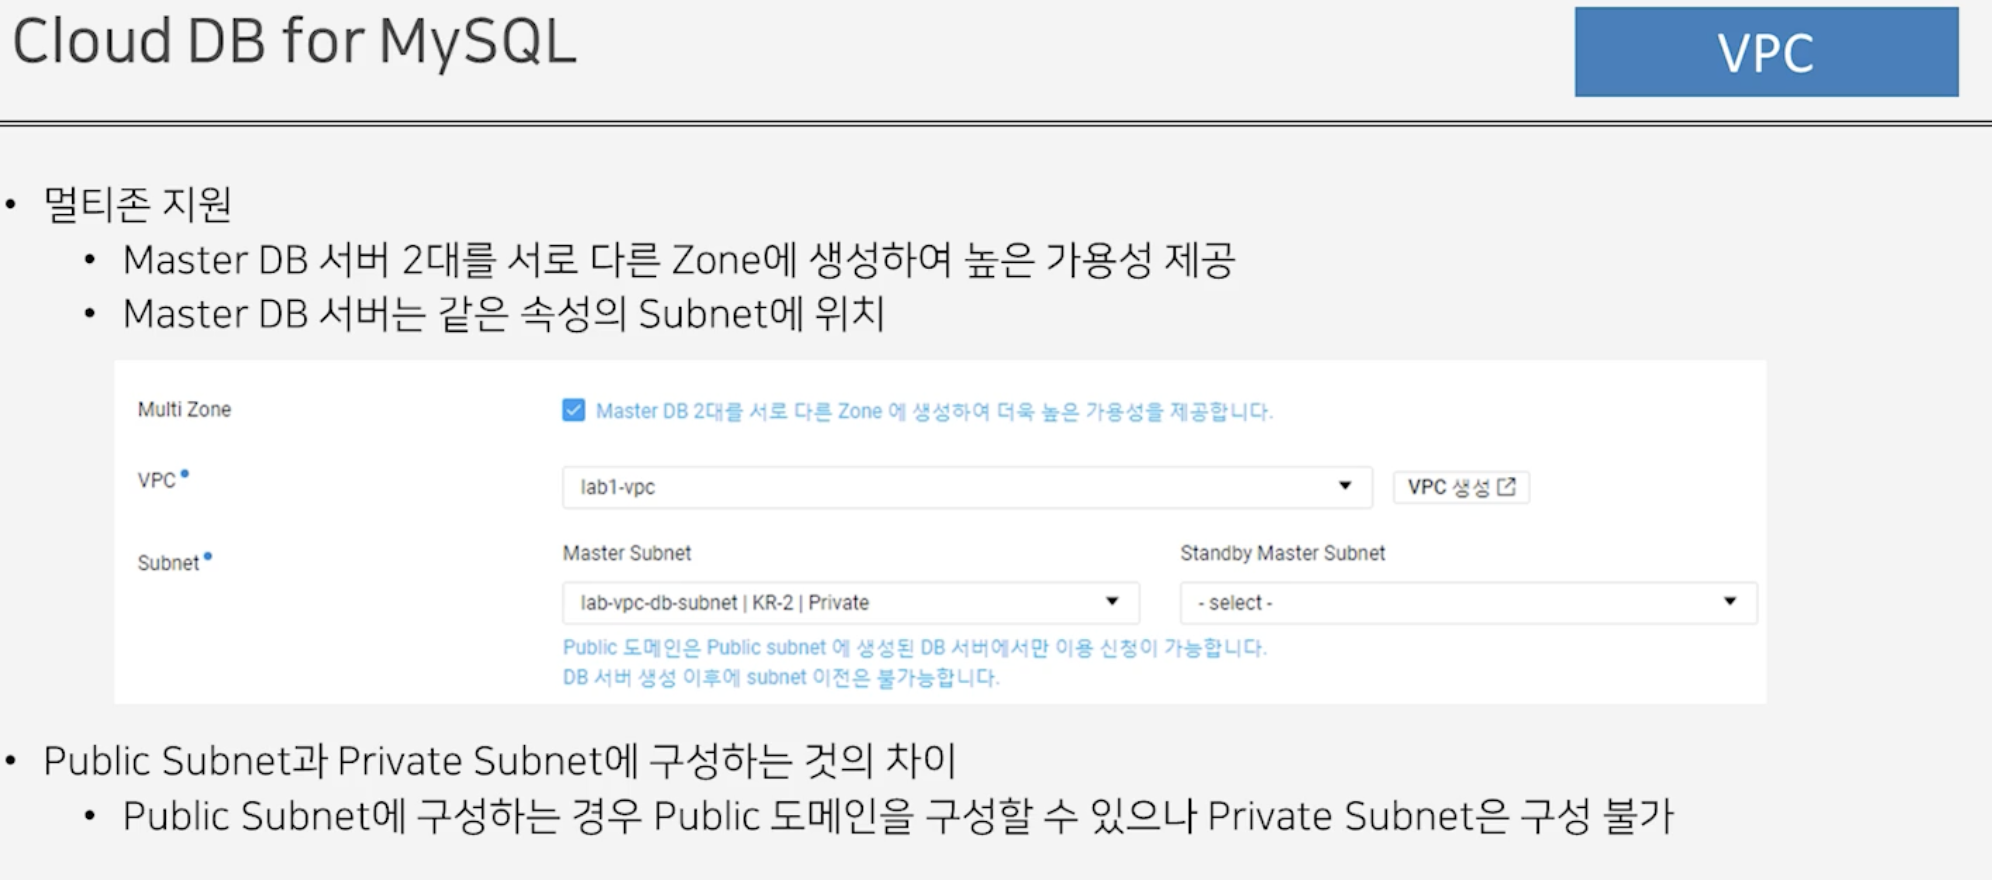 Cloud DB for MySQL
VPC
• 멀티존 지원
• Master DB 서버 2대를 서로 다른 Zone에 생성하여 높은 가용성 제공
• Master DB 서버는 같은 속성의 Subnet에 위치
Multi Zone
Master DB 2대를 서로 다른 Zone 에 생성하여 더욱 높은 가용성을 제공합니다.
VPC
lab1-vpc
VPC 생성
Subnet
Master Subnet
Standby Master Subnet
lab-vpc-db-subnet | KR-2 | Private
- select -
Public 도메인은 Public subnet 에 생성된 DB 서버에서만 이용 신청이 가능합니다.
DB 서버 생성 이후에 subnet 이전은 불가능합니다.
• Public Subnet과 Private Subnet에 구성하는 것의 차이
• Public Subnet에 구성하는 경우 Public 도메인을 구성할 수 있으나 Private Subnet은 구성 불가